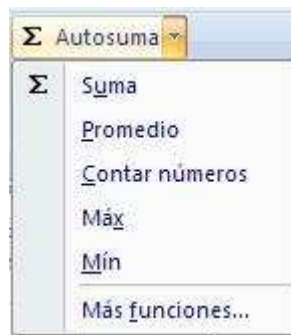 Σ Autosuma
Σ Suma
Promedio
Contar números
Máx
Mín
Más funciones...